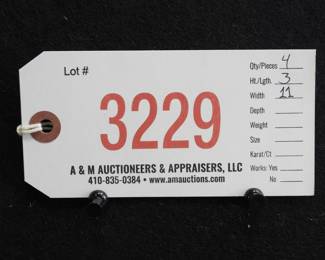 Lot #
3229
A & M AUCTIONEERS & APPRAISERS, LLC
410-835-0384 • www.amauctions.com
Qty/Pieces 4
Ht./Lgth. 3
Width 11
Depth
Weight
Size
Karat/Ct
Works: Yes
No